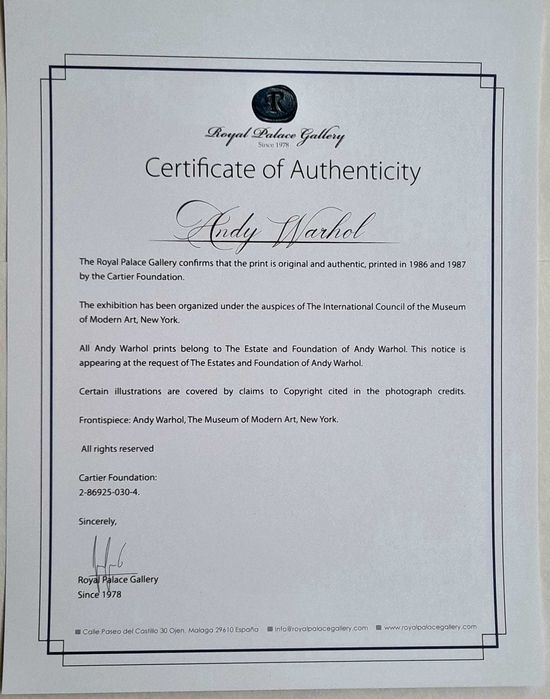 R
Royal Palace Gallery
Since 1978
Certificate of Authenticity
Andy Warhol
The Royal Palace Gallery confirms that the print is original and authentic, printed in 1986 and 1987
by the Cartier Foundation.
The exhibition has been organized under the auspices of The International Council of the Museum
of Modern Art, New York.
All Andy Warhol prints belong to The Estate and Foundation of Andy Warhol. This notice is
appearing at the request of The Estates and Foundation of Andy Warhol.
Certain illustrations are covered by claims to Copyright cited in the photograph credits.
Frontispiece: Andy Warhol, The Museum of Modern Art, New York.
All rights reserved
Cartier Foundation:
2-86925-030-4.
Sincerely,
Royal Palace Gallery
Since 1978
Calle Paseo del Castillo 30 Ojen, Malaga 29610 España info@royalpalacegallery.com www.royalpalacegallery.com